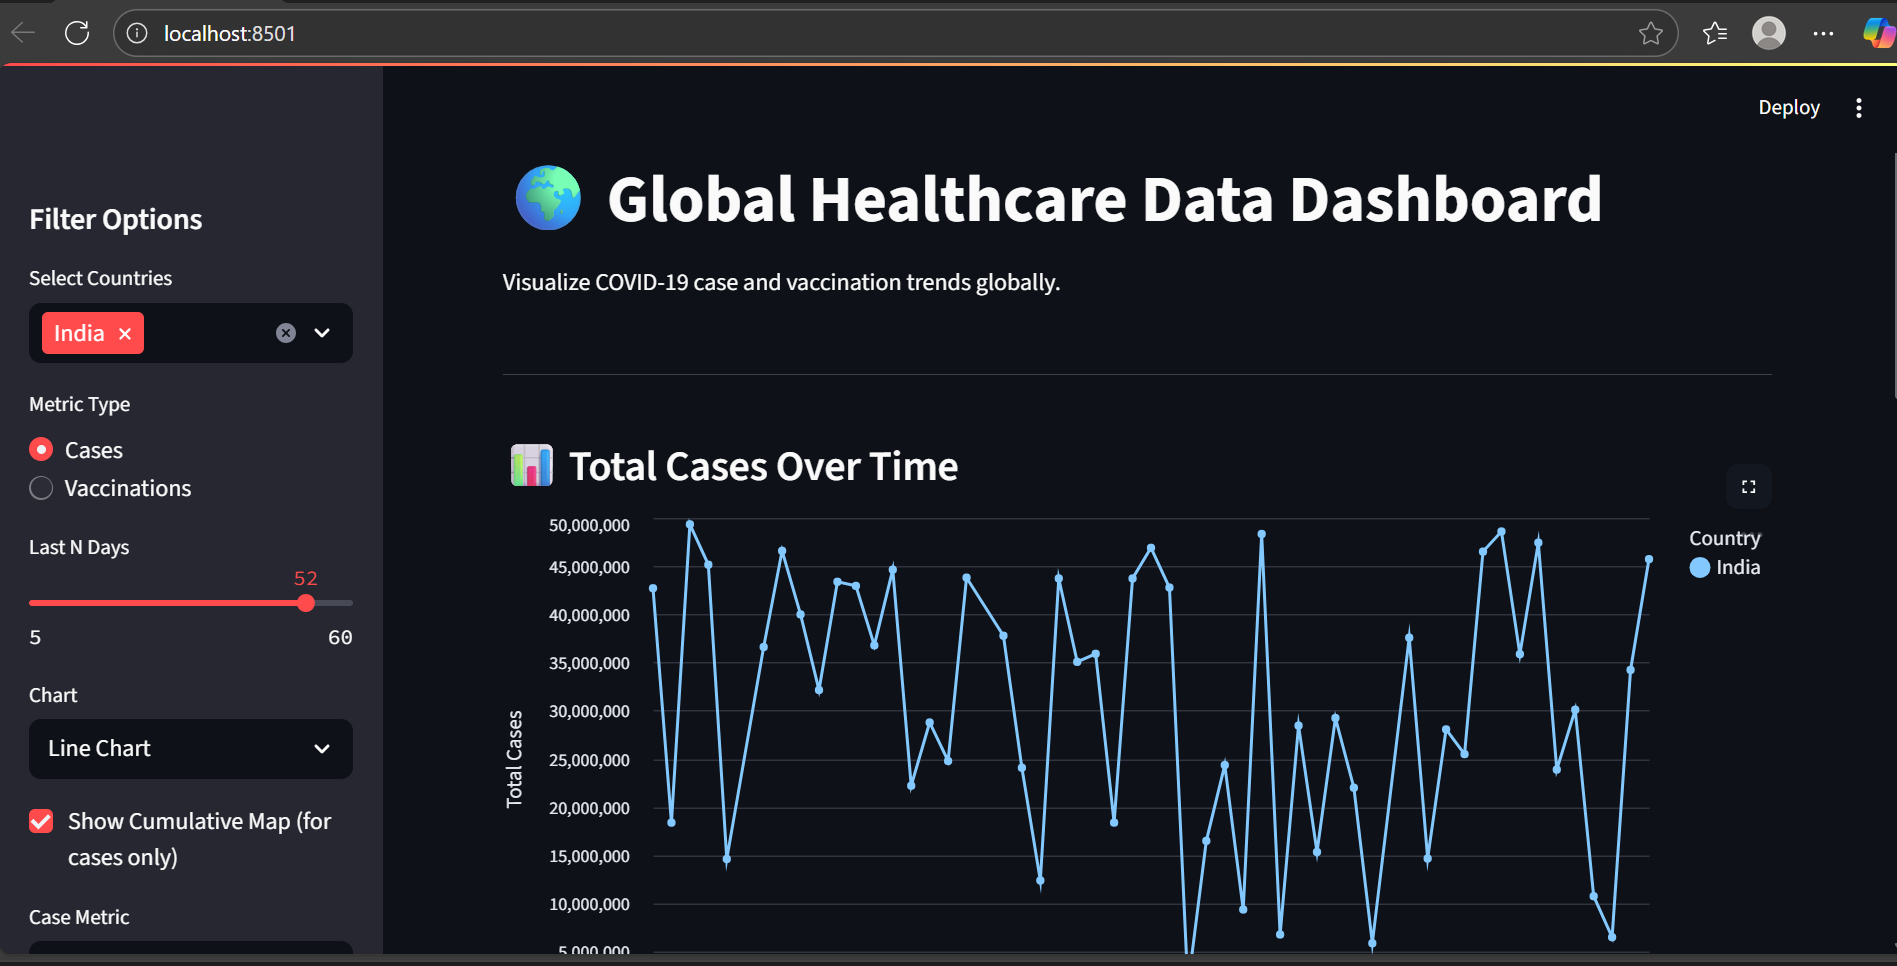 localhost:8501
Deploy
Filter Options
Select Countries
India
Metric Type
Cases
Vaccinations
Last N Days
52
5
60
Chart
Line Chart
Show Cumulative Map (for
cases only)
Case Metric
Global Healthcare Data Dashboard
Visualize COVID-19 case and vaccination trends globally.
Total Cases Over Time
50,000,000
45,000,000
40,000,000
35,000,000
30,000,000
25,000,000
20,000,000
15,000,000
10,000,000
5,000,000
Total Cases
Country
India